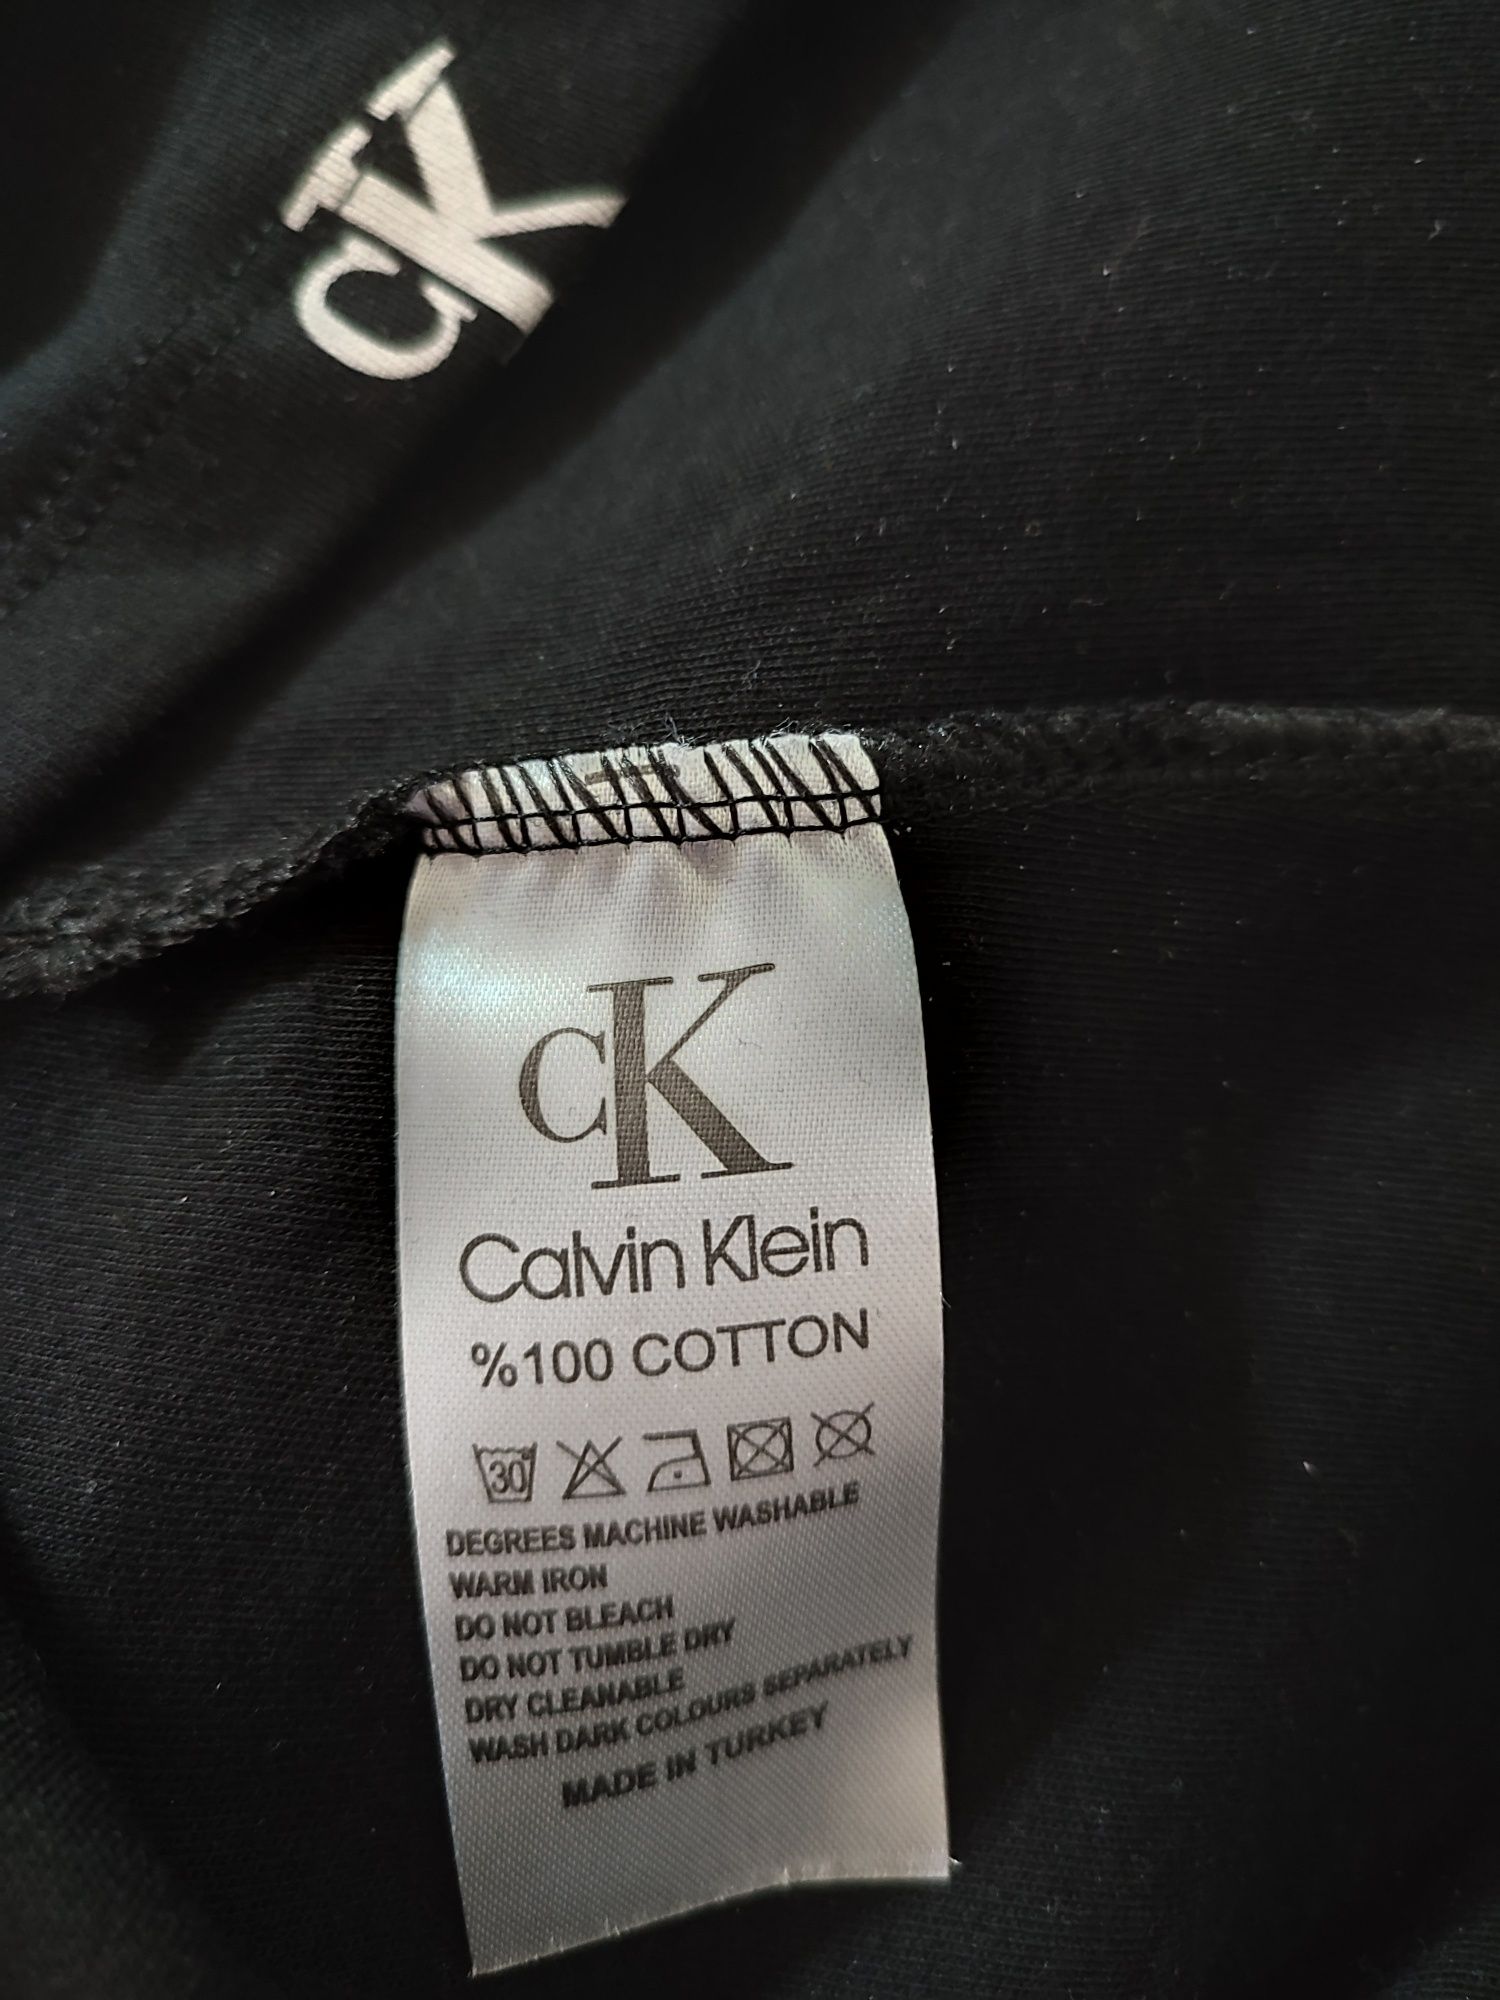 CK
CK
Calvin Klein
%100 COTTON
30
DEGREES MACHINE WASHABLE
WARM IRON
DO NOT BLEACH
DO NOT TUMBLE DRY
DRY CLEANABLE
WASH DARK COLOURS SEPARATELY
MADE IN TURKEY